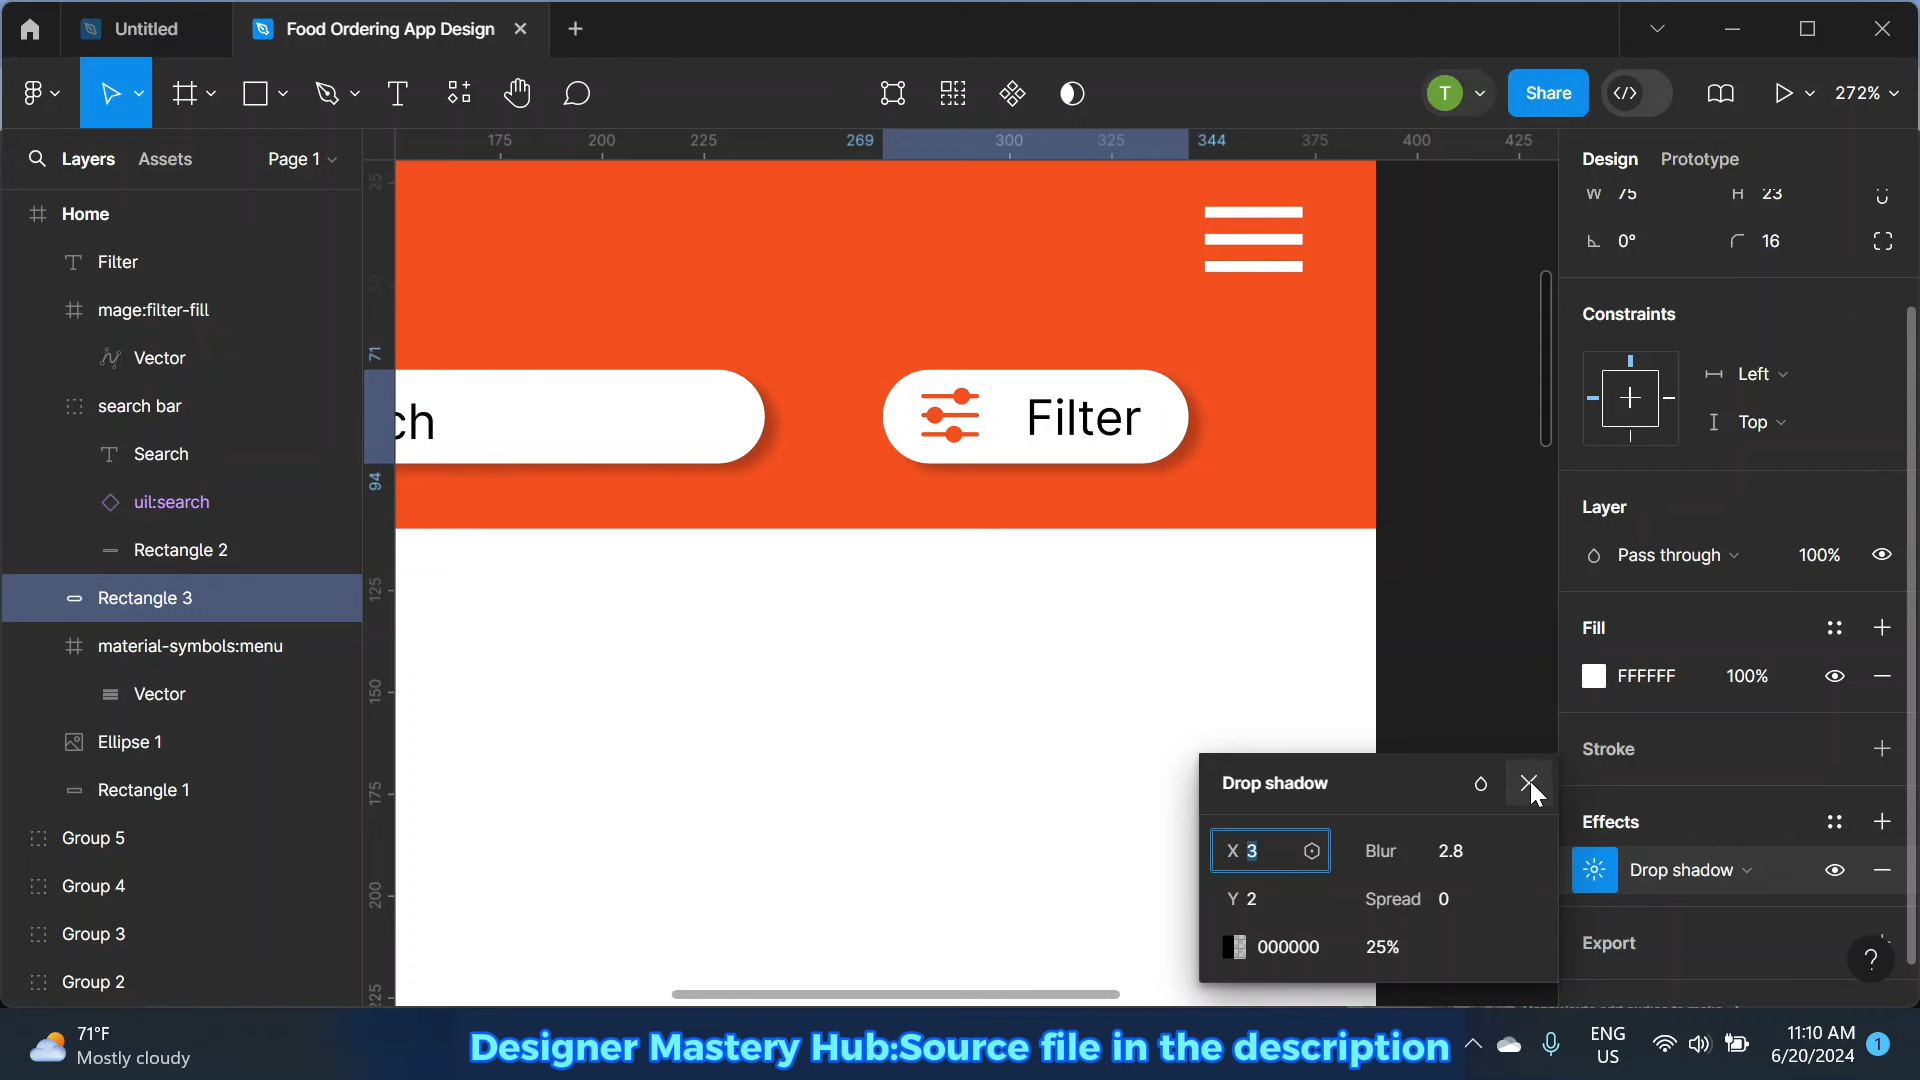 Untitled
Food Ordering App Design
T
Share
272%
Layers
Assets
Page 1
175
200
225
269
300
325
344
375
400
425
Design
Prototype
W 75
H 23
0°
16
Home
Filter
mage:filter-fill
Vector
search bar
Search
uil:search
Rectangle 2
Rectangle 3
material-symbols:menu
Vector
Ellipse 1
Rectangle 1
Group 5
Group 4
Group 3
Group 2
25
50
71
94
125
150
175
200
225
ch
Filter
Constraints
Left
Top
Layer
Pass through
100%
Fill
FFFFFF
100%
Stroke
Effects
Drop shadow
Export
?
Drop shadow
X 3
Blur 2.8
Y 2
Spread 0
000000
25%
71°F
Mostly cloudy
Designer Mastery Hub:Source file in the description
ENG
US
11:10 AM
6/20/2024
1